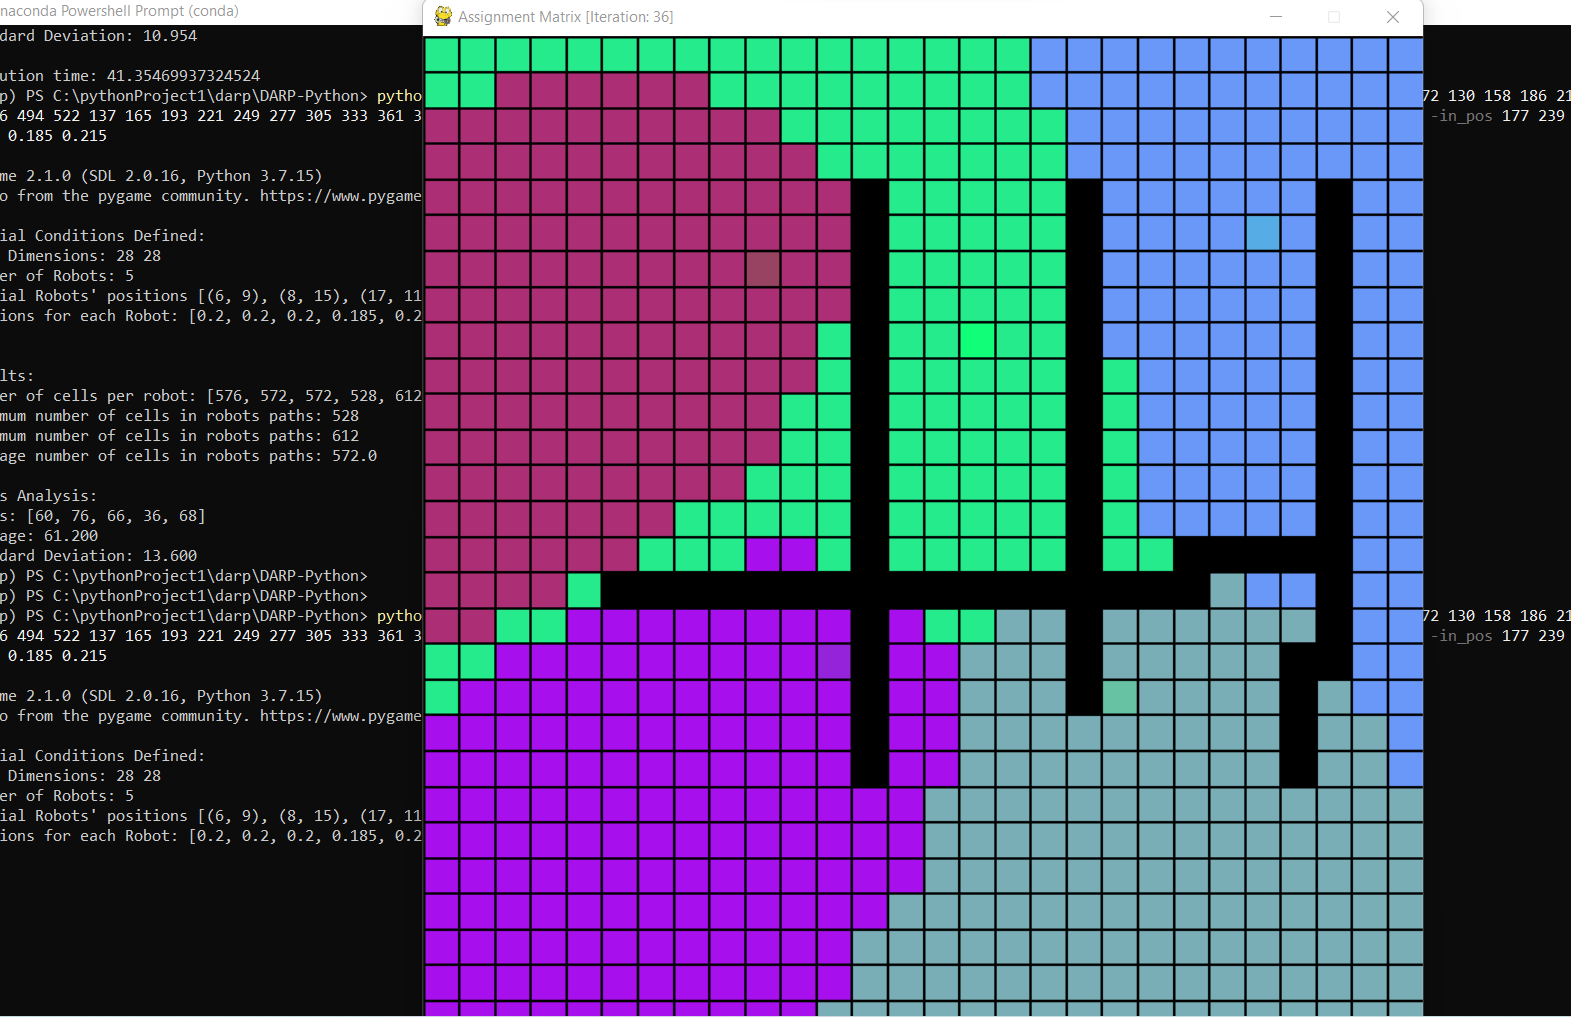 naconda Powershell Prompt (conda)
Assignment Matrix [Iteration: 36]
dard Deviation: 10.954
ution time: 41.35469937324524
p) PS C:\pythonProject1\darp\DARP-Python> pytho
72 130 158 186 21
6 494 522 137 165 193 221 249 277 305 333 361 3
-in_pos 177 239
0.185 0.215
me 2.1.0 (SDL 2.0.16, Python 3.7.15)
o from the pygame community. https://www.pygame
ial Conditions Defined:
Dimensions: 28 28
er of Robots: 5
ial Robots' positions [(6, 9), (8, 15), (17, 11
ions for each Robot: [0.2, 0.2, 0.2, 0.185, 0.2
lts:
er of cells per robot: [576, 572, 572, 528, 612
mum number of cells in robots paths: 528
mum number of cells in robots paths: 612
age number of cells in robots paths: 572.0
s Analysis:
s: [60, 76, 66, 36, 68]
age: 61.200
dard Deviation: 13.600
p) PS C:\pythonProject1\darp\DARP-Python>
p) PS C:\pythonProject1\darp\DARP-Python>
p) PS C:\pythonProject1\darp\DARP-Python> pytho
72 130 158 186 21
6 494 522 137 165 193 221 249 277 305 333 361 3
-in_pos 177 239
0.185 0.215
me 2.1.0 (SDL 2.0.16, Python 3.7.15)
o from the pygame community. https://www.pygame
ial Conditions Defined:
Dimensions: 28 28
er of Robots: 5
ial Robots' positions [(6, 9), (8, 15), (17, 11
ions for each Robot: [0.2, 0.2, 0.2, 0.185, 0.2